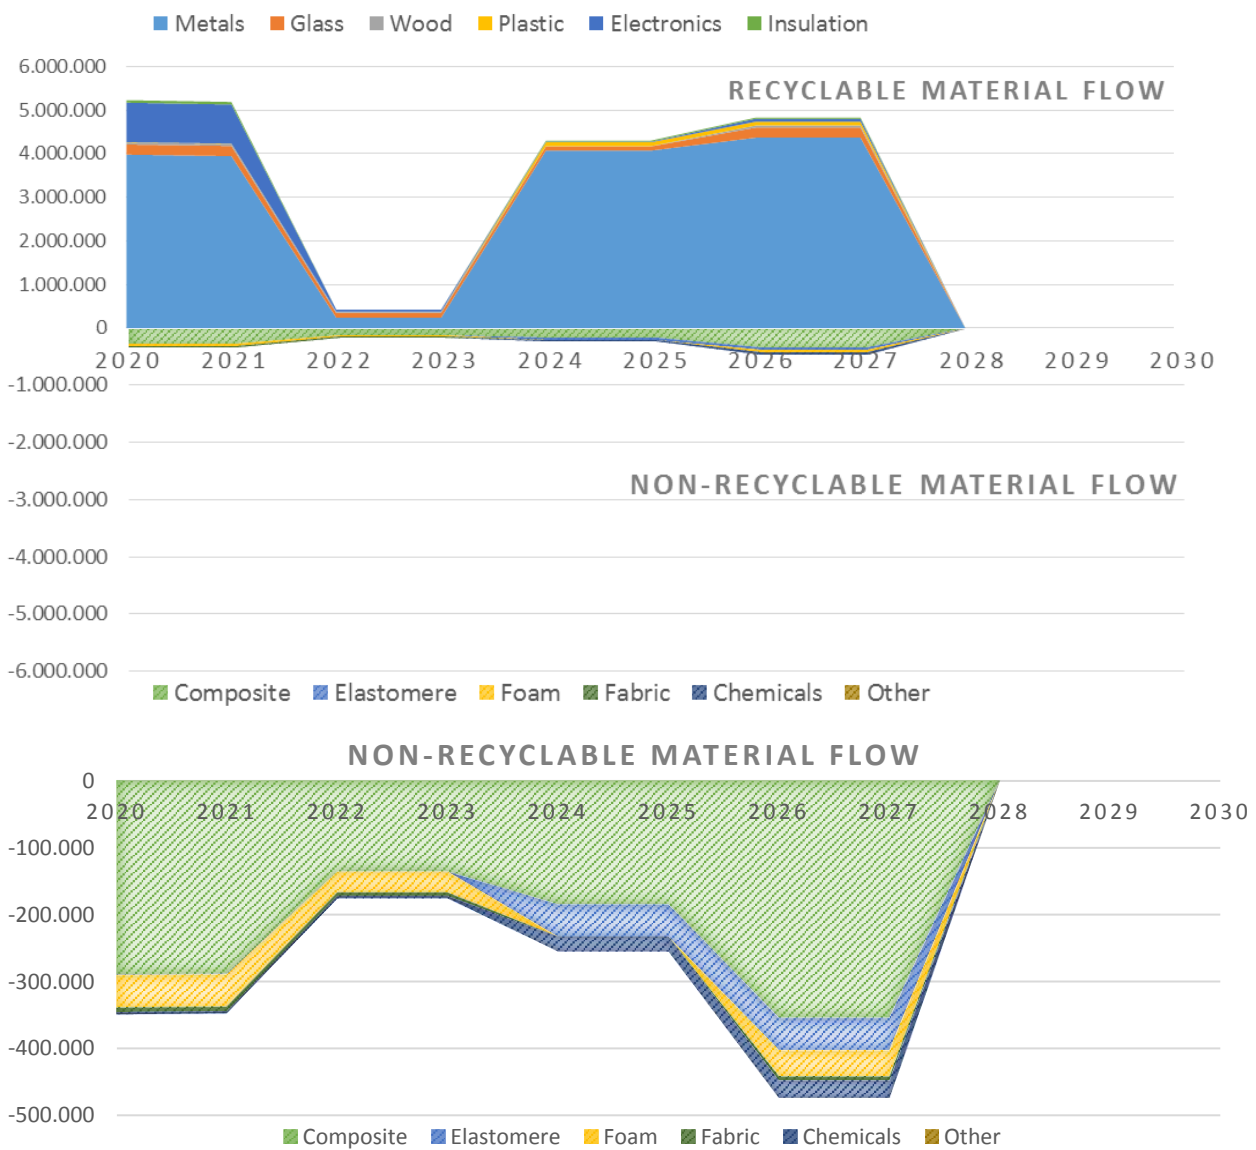 Metals Glass Wood Plastic Electronics Insulation
6.000.000
RECYCLABLE MATERIAL FLOW
5.000.000
4.000.000
3.000.000
2.000.000
1.000.000
0
2020 2021 2022 2023 2024 2025 2026 2027 2028 2029 2030
-1.000.000
-2.000.000
NON-RECYCLABLE MATERIAL FLOW
-3.000.000
-4.000.000
-5.000.000
-6.000.000
Composite Elastomere Foam Fabric Chemicals Other
NON-RECYCLABLE MATERIAL FLOW
0
2020 2021 2022 2023 2024 2025 2026 2027 2028 2029 2030
-100.000
-200.000
-300.000
-400.000
-500.000
Composite Elastomere Foam Fabric Chemicals Other